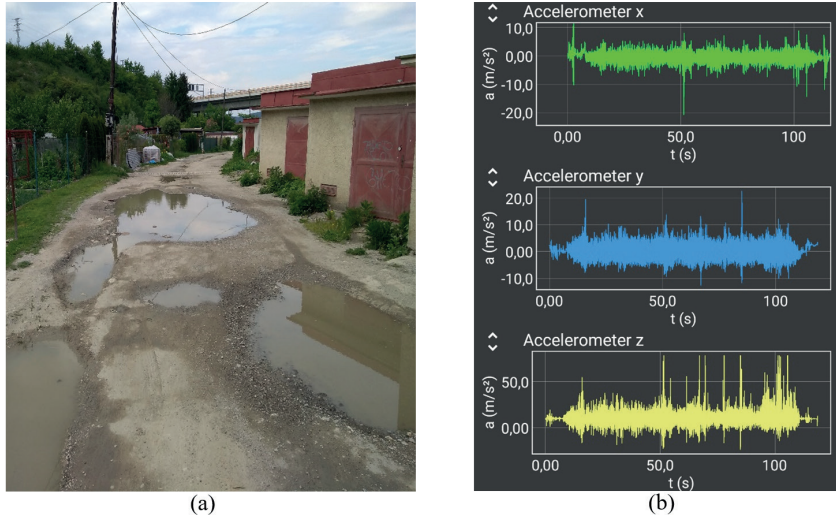 Accelerometer x
a (m/s²)
10,0
0,00
-10,0
-20,0
0,00 50,0 100
t (s)
Accelerometer y
a (m/s²)
20,0
10,0
0,00
-10,0
0,00 50,0 100
t (s)
Accelerometer z
a (m/s²)
50,0
0,00
0,00 50,0 100
t (s)
(a) (b)